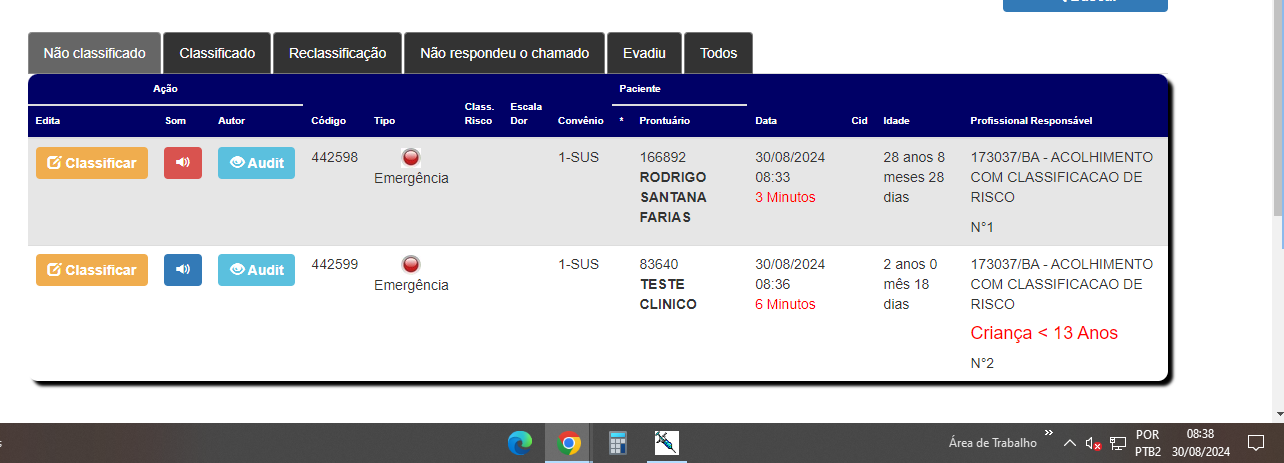 Não classificado
Classificado
Reclassificação
Não respondeu o chamado
Evadiu
Todos
Ação
Paciente
Edita
Som
Autor
Código
Tipo
Class.
Risco
Escala
Dor
Convênio
*
Prontuário
Data
Cid
Idade
Profissional Responsável
Classificar
Audit
442598
Emergência
1-SUS
166892
RODRIGO
SANTANA
FARIAS
30/08/2024
08:33
3 Minutos
28 anos 8
meses 28
dias
173037/BA - ACOLHIMENTO
COM CLASSIFICACAO DE
RISCO
N°1
Classificar
Audit
442599
Emergência
1-SUS
83640
TESTE
CLINICO
30/08/2024
08:36
6 Minutos
2 anos 0
mês 18
dias
173037/BA - ACOLHIMENTO
COM CLASSIFICACAO DE
RISCO
Criança < 13 Anos
N°2
Área de Trabalho
POR
PTB2
08:38
30/08/2024